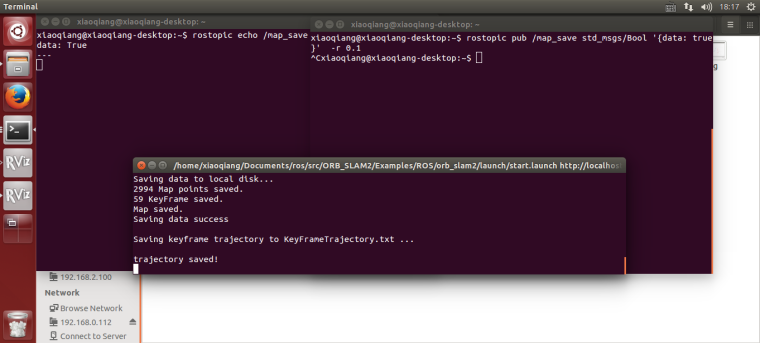 Terminal
18:17
xiaoqiang@xiaoqiang-desktop: ~
xiaoqiang@xiaoqiang-desktop:~$ rostopic echo /map_save
data: True
---
xiaoqiang@xiaoqiang-desktop: ~
xiaoqiang@xiaoqiang-desktop:~$ rostopic pub /map_save std_msgs/Bool '{data: true
}'  -r 0.1
^Cxiaoqiang@xiaoqiang-desktop:~$
/home/xiaoqiang/Documents/ros/src/ORB_SLAM2/Examples/ROS/orb_slam2/launch/start.launch http://localhos
Saving data to local disk...
2994 Map points saved.
59 KeyFrame saved.
Map saved.
Saving data success
Saving keyframe trajectory to KeyFrameTrajectory.txt ...
trajectory saved!
RViz
RViz
192.168.2.100
Network
Browse Network
192.168.0.112
Connect to Server